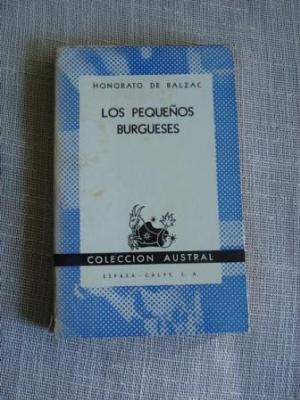 HONORATO DE BALZAC
LOS PEQUEÑOS
BURGUESES
COLECCION AUSTRAL
ESPASA-CALPE, S. A.